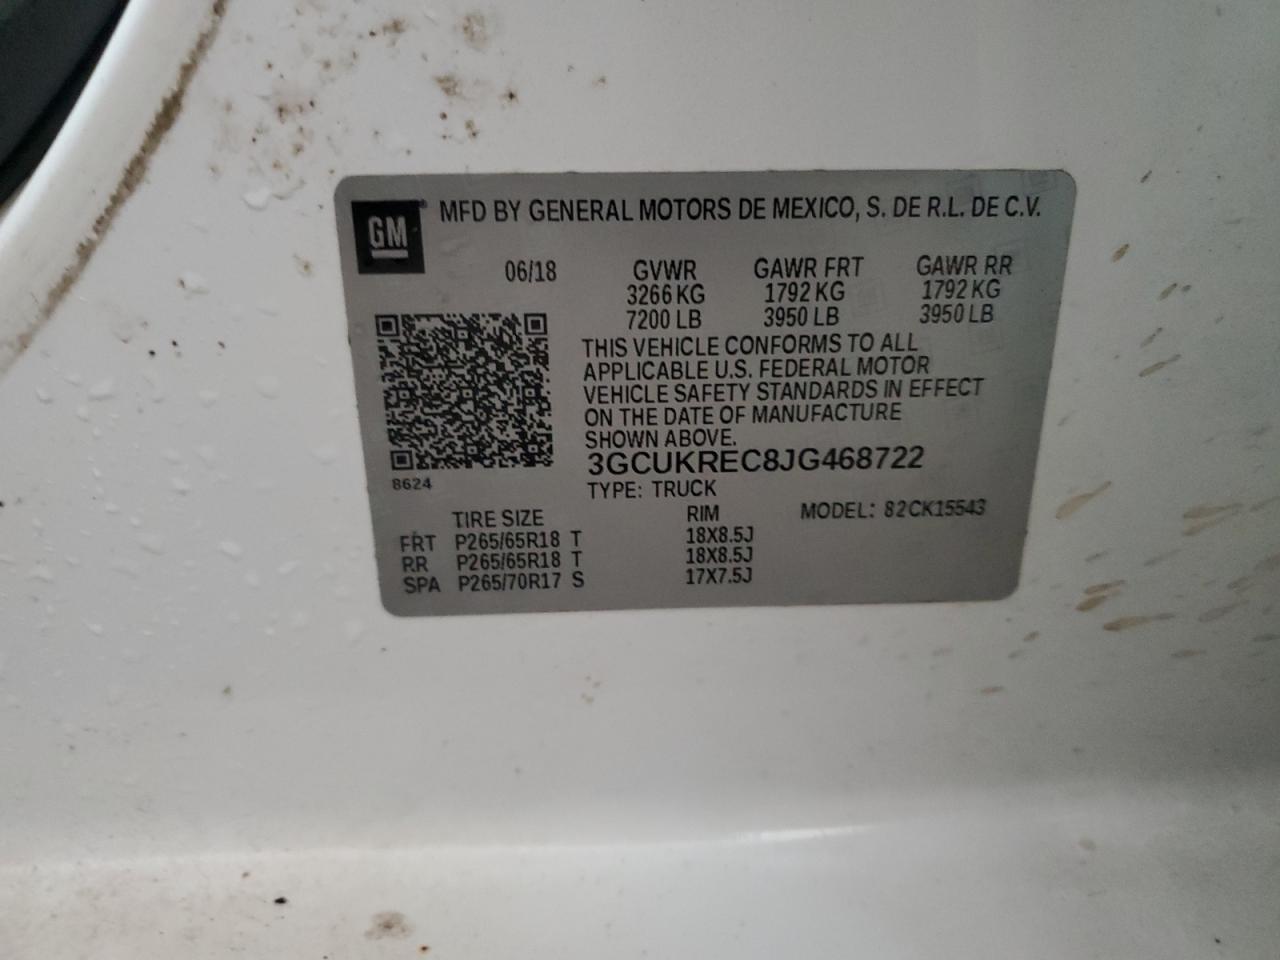 GM ® MFD BY GENERAL MOTORS DE MEXICO, S. DE R.L. DE C.V.
06/18 GVWR GAWR FRT GAWR RR
3266 KG 1792 KG 1792 KG
7200 LB 3950 LB 3950 LB
THIS VEHICLE CONFORMS TO ALL
APPLICABLE U.S. FEDERAL MOTOR
VEHICLE SAFETY STANDARDS IN EFFECT
ON THE DATE OF MANUFACTURE
SHOWN ABOVE.
3GCUKREC8JG468722
8624
TYPE: TRUCK
TIRE SIZE RIM MODEL: 82CK15543
FRT P265/65R18 T 18X8.5J
RR P265/65R18 T 18X8.5J
SPA P265/70R17 S 17X7.5J